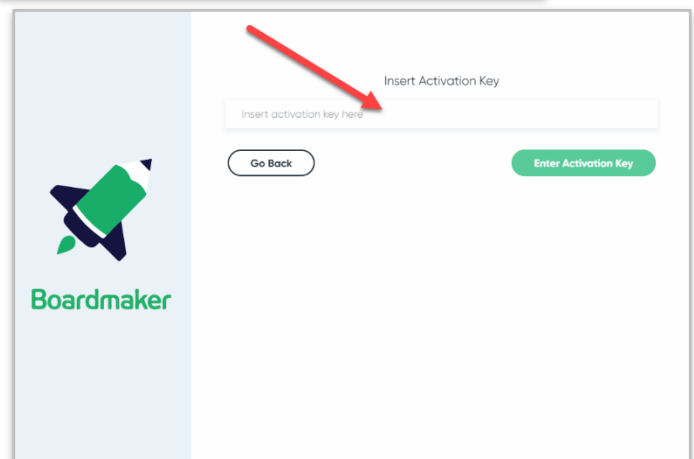 Insert Activation Key
Insert activation key here
Go Back
Enter Activation Key
Boardmaker